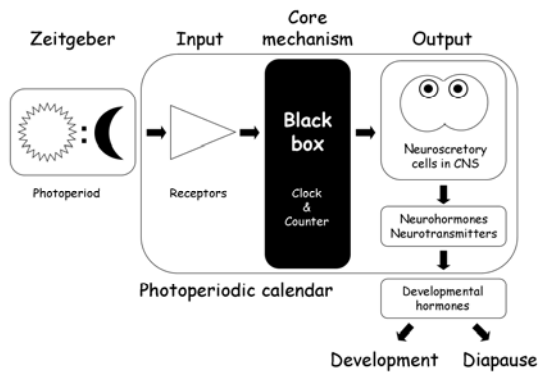 Zeitgeber
Input
Core
mechanism
Output
Black
box
Clock
&
Counter
Photoperiod
Receptors
Neuroscretory
cells in CNS
Neurohormones
Neurotransmitters
Photoperiodic calendar
Developmental
hormones
Development
Diapause